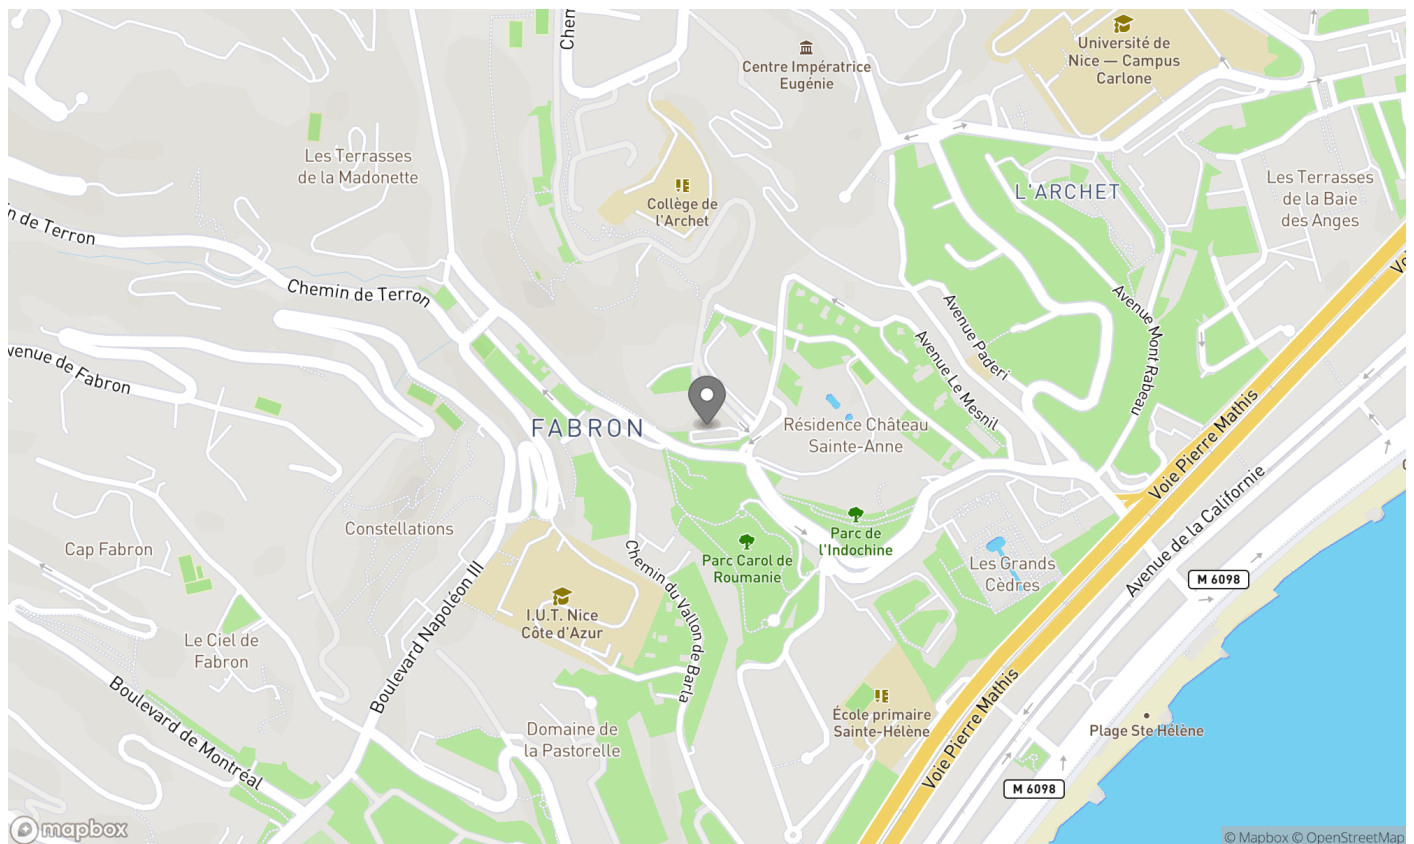 Chem
Centre Impératrice
Eugénie
Université de
Nice — Campus
Carlone
Les Terrasses
de la Madonette
Collège de
l'Archet
L'ARCHET
Les Terrasses
de la Baie
des Anges
in de Terron
Chemin de Terron
Voi
Avenue Mont Rabeau
Avenue Paderi
Avenue Le Mesnil
venue de Fabron
FABRON
Résidence Château
Sainte-Anne
Voie Pierre Mathis
Avenue de la Californie
Constellations
Cap Fabron
Parc de
l'Indochine
Parc Carol de
Roumanie
Les Grands
Cèdres
M 6098
Chemin du Vallon de Barla
Boulevard Napoléon III
I.U.T. Nice
Côte d'Azur
Le Ciel de
Fabron
Boulevard de Montréal
Domaine de
la Pastorelle
École primaire
Sainte-Hélène
Voie Pierre Mathis
Plage Ste Hélène
M 6098
mapbox
© Mapbox © OpenStreetMap